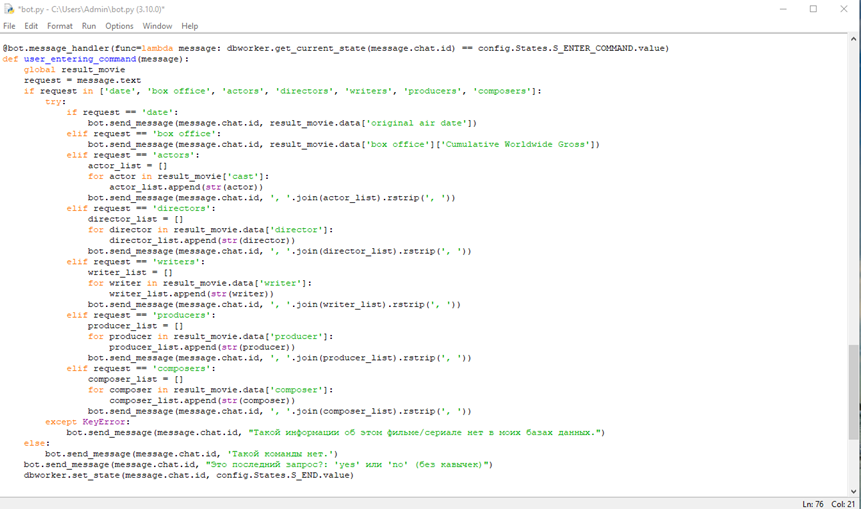 *bot.py - C:\Users\Admin\bot.py (3.10.0)*
File Edit Format Run Options Window Help
@bot.message_handler(func=lambda message: dbworker.get_current_state(message.chat.id) == config.States.S_ENTER_COMMAND.value)
def user_entering_command(message):
    global result_movie
    request = message.text
    if request in ['date', 'box office', 'actors', 'directors', 'writers', 'producers', 'composers']:
        try:
            if request == 'date':
                bot.send_message(message.chat.id, result_movie.data['original air date'])
            elif request == 'box office':
                bot.send_message(message.chat.id, result_movie.data['box office']['Cumulative Worldwide Gross'])
            elif request == 'actors':
                actor_list = []
                for actor in result_movie['cast']:
                    actor_list.append(str(actor))
                bot.send_message(message.chat.id, ', '.join(actor_list).rstrip(', '))
            elif request == 'directors':
                director_list = []
                for director in result_movie.data['director']:
                    director_list.append(str(director))
                bot.send_message(message.chat.id, ', '.join(director_list).rstrip(', '))
            elif request == 'writers':
                writer_list = []
                for writer in result_movie.data['writer']:
                    writer_list.append(str(writer))
                bot.send_message(message.chat.id, ', '.join(writer_list).rstrip(', '))
            elif request == 'producers':
                producer_list = []
                for producer in result_movie.data['producer']:
                    producer_list.append(str(producer))
                bot.send_message(message.chat.id, ', '.join(producer_list).rstrip(', '))
            elif request == 'composers':
                composer_list = []
                for composer in result_movie.data['composer']:
                    composer_list.append(str(composer))
                bot.send_message(message.chat.id, ', '.join(composer_list).rstrip(', '))
        except KeyError:
            bot.send_message(message.chat.id, "Такой информации об этом фильме/сериале нет в моих базах данных.")
    else:
        bot.send_message(message.chat.id, 'Такой команды нет.')
    bot.send_message(message.chat.id, "Это последний запрос?: 'yes' или 'no' (без кавычек)")
    dbworker.set_state(message.chat.id, config.States.S_END.value)
Ln: 76 Col: 21